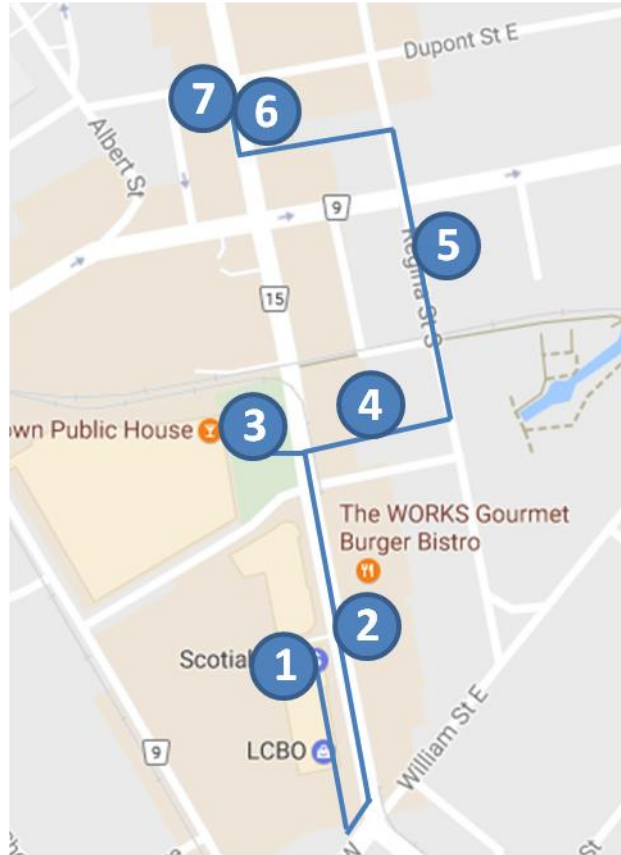 Dupont St E
7
6
Albert St
9
5
Regina St S
15
4
own Public House
3
The WORKS Gourmet
Burger Bistro
2
1
Scotia
LCBO
William St E
9
W
St